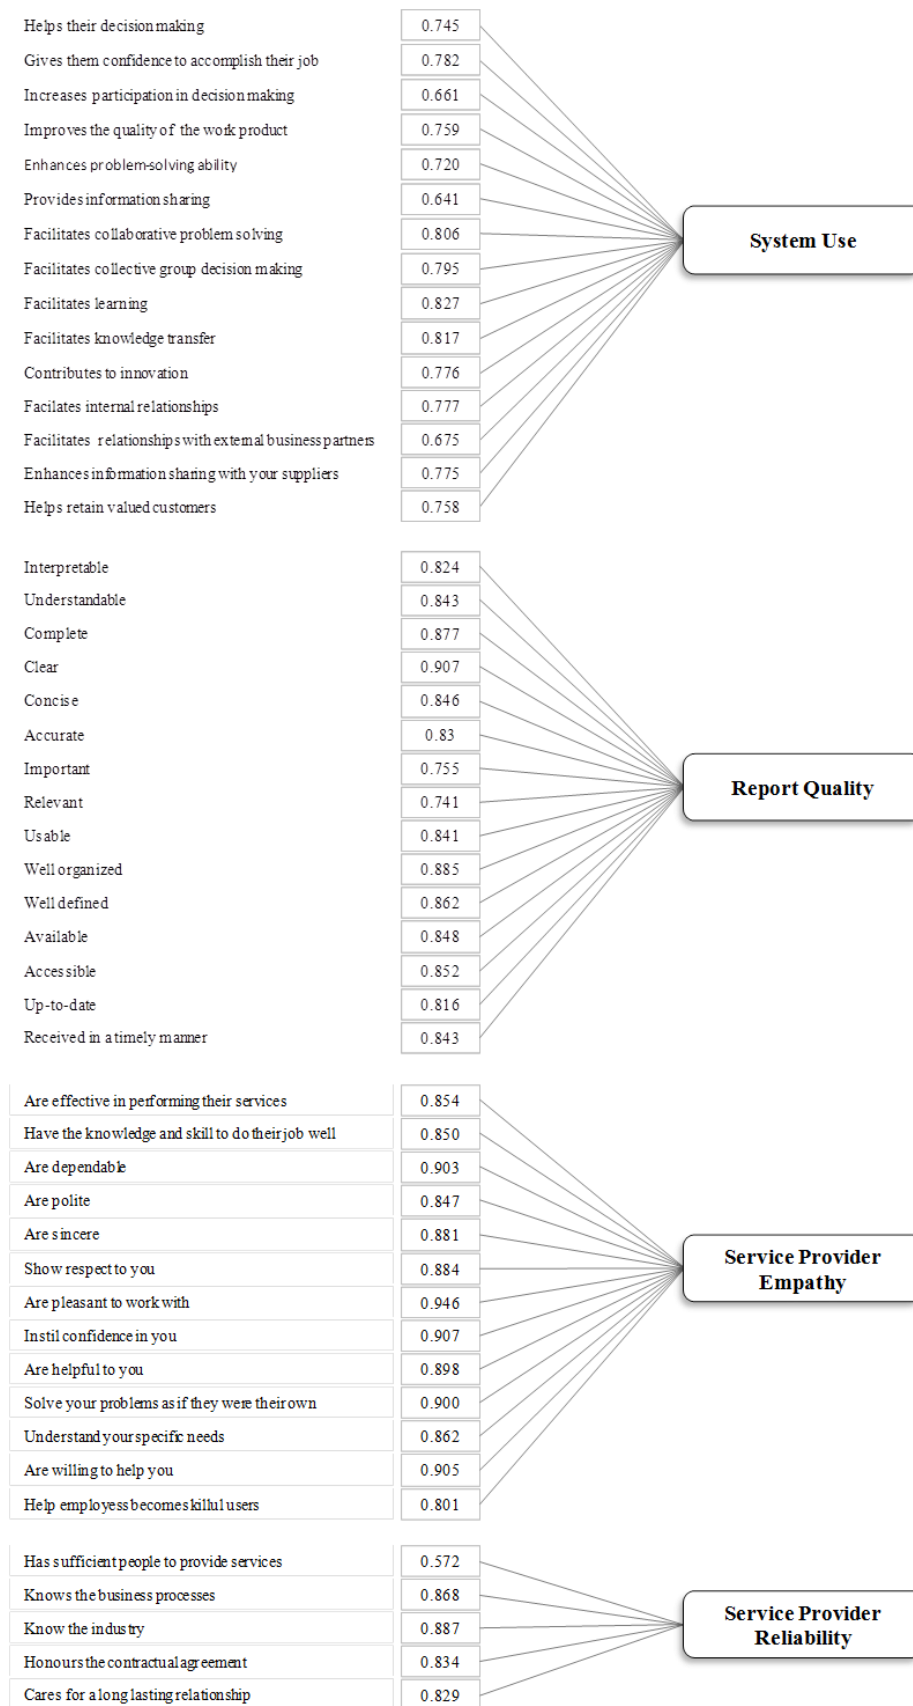 Helps their decision making 0.745
Gives them confidence to accomplish their job 0.782
Increases participation in decision making 0.661
Improves the quality of the work product 0.759
Enhances problem-solving ability 0.720
Provides information sharing 0.641
Facilitates collaborative problem solving 0.806
System Use
Facilitates collective group decision making 0.795
Facilitates learning 0.827
Facilitates knowledge transfer 0.817
Contributes to innovation 0.776
Facilates internal relationships 0.777
Facilitates relationships with external business partners 0.675
Enhances information sharing with your suppliers 0.775
Helps retain valued customers 0.758
Interpretable 0.824
Understandable 0.843
Complete 0.877
Clear 0.907
Concise 0.846
Accurate 0.83
Important 0.755
Report Quality
Relevant 0.741
Usable 0.841
Well organized 0.885
Well defined 0.862
Available 0.848
Accessible 0.852
Up-to-date 0.816
Received in a timely manner 0.843
Are effective in performing their services 0.854
Have the knowledge and skill to do their job well 0.850
Are dependable 0.903
Are polite 0.847
Are sincere 0.881
Show respect to you 0.884
Service Provider
Empathy
Are pleasant to work with 0.946
Instil confidence in you 0.907
Are helpful to you 0.898
Solve your problems as if they were their own 0.900
Understand your specific needs 0.862
Are willing to help you 0.905
Help employess become skillul users 0.801
Has sufficient people to provide services 0.572
Knows the business processes 0.868
Know the industry 0.887
Service Provider
Reliability
Honours the contractual agreement 0.834
Cares for a long lasting relationship 0.829